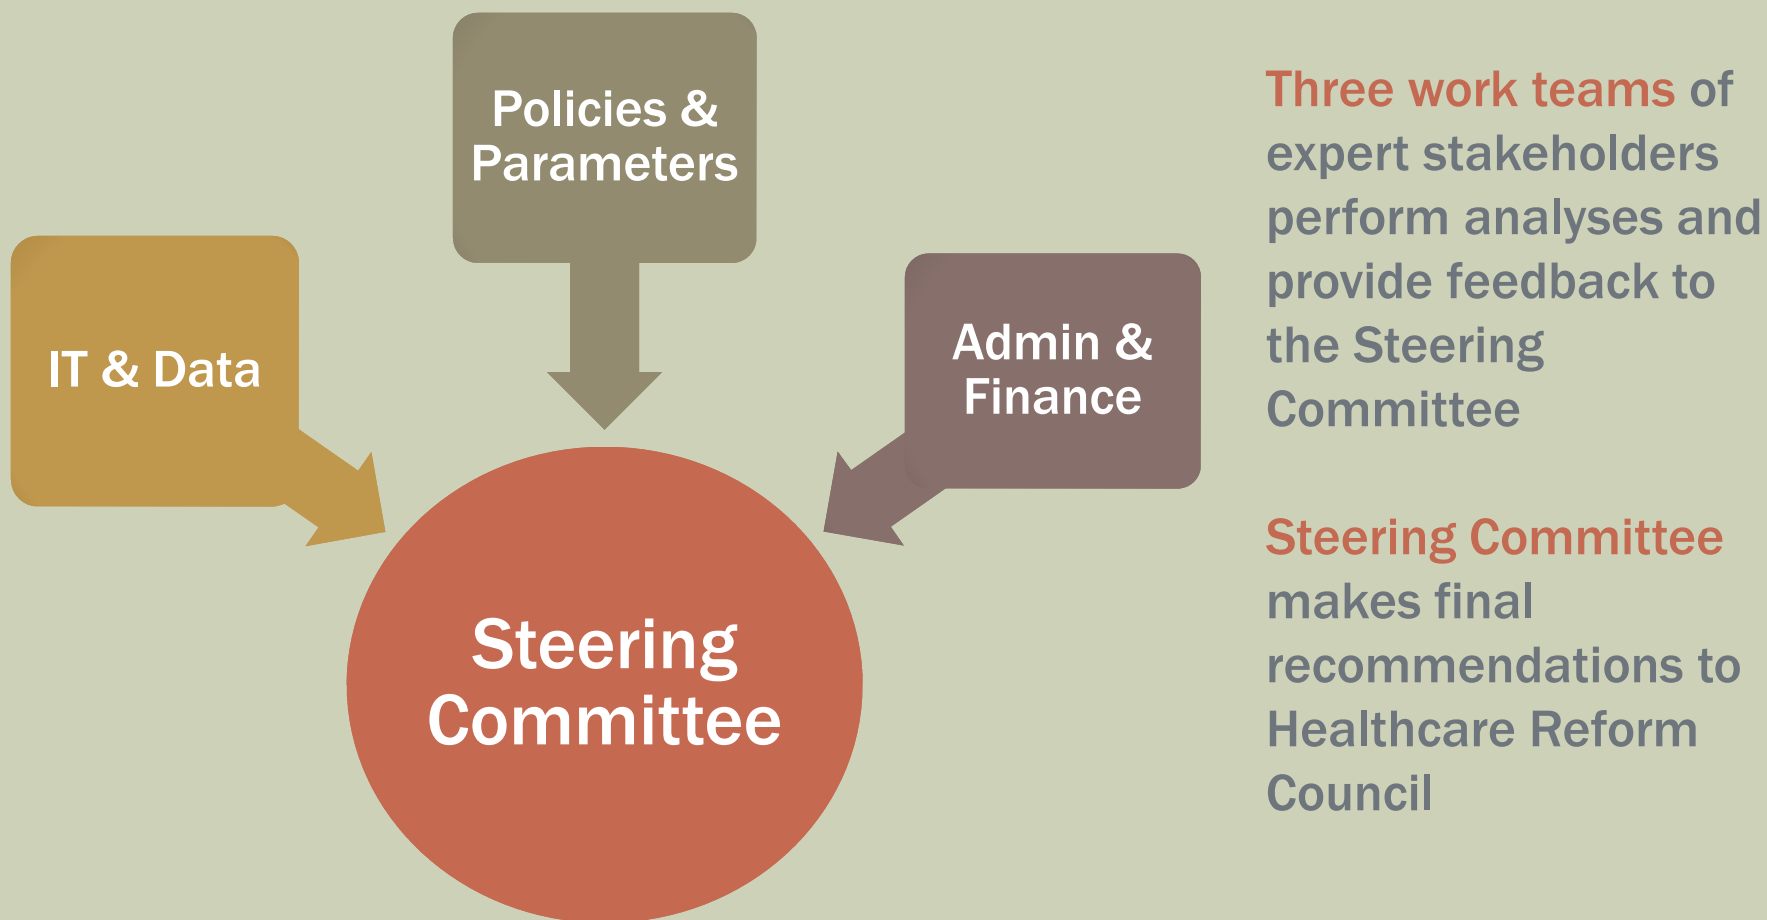 Policies &
Parameters
IT & Data
Admin &
Finance
Steering
Committee
Three work teams of
expert stakeholders
perform analyses and
provide feedback to
the Steering
Committee
Steering Committee
makes final
recommendations to
Healthcare Reform
Council